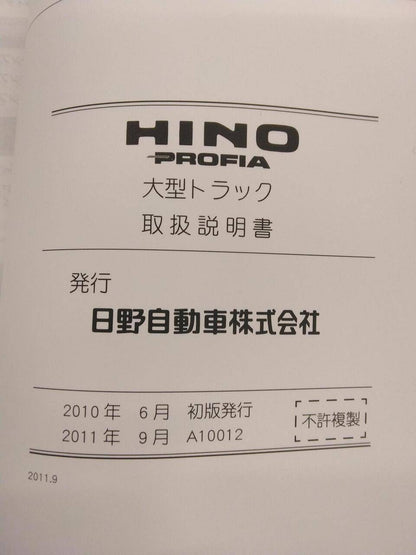 HINO
PROFIA
大型トラック
取扱説明書
発行
日野自動車株式会社
2010年 6月 初版発行
2011年 9月 A10012
不許複製
2011.9